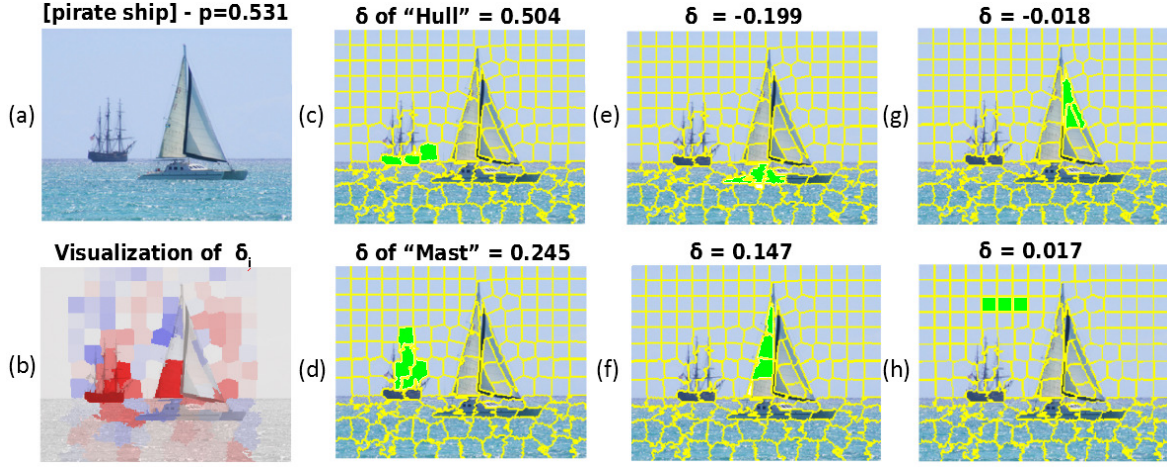 [pirate ship] - p=0.531
δ of “Hull” = 0.504
δ = -0.199
δ = -0.018
(a)
(c)
(e)
(g)
Visualization of δi
δ of “Mast” = 0.245
δ = 0.147
δ = 0.017
(b)
(d)
(f)
(h)